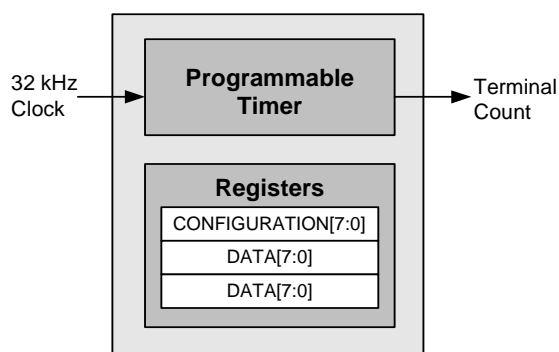 32 kHz
Clock
Programmable
Timer
Terminal
Count
Registers
CONFIGURATION[7:0]
DATA[7:0]
DATA[7:0]